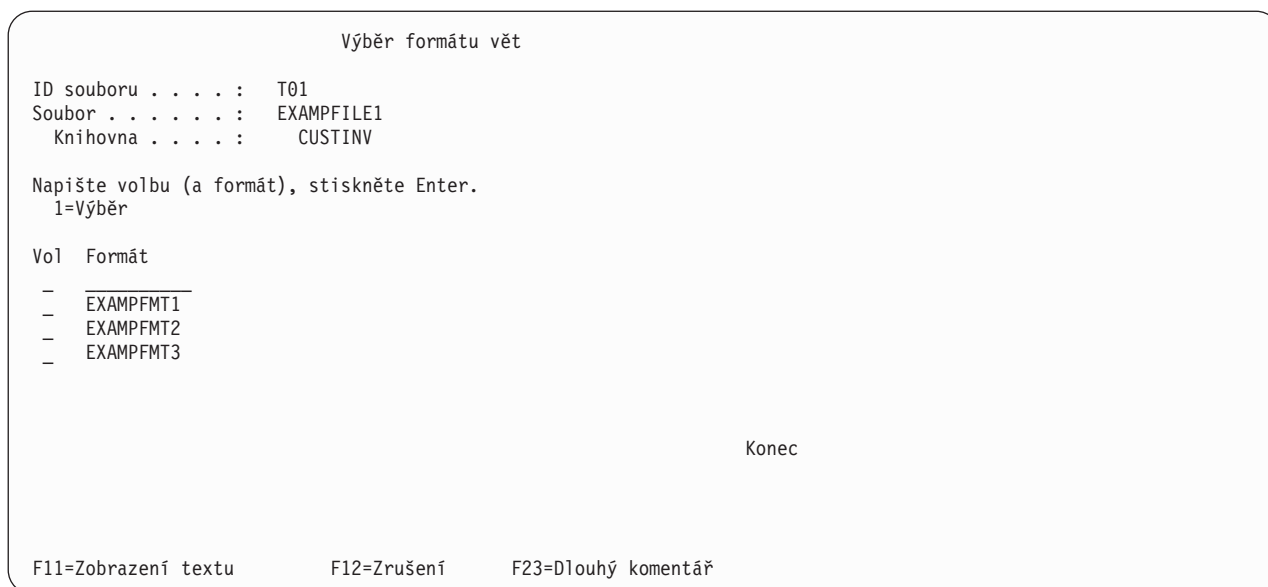 Výběr formátu vět
ID souboru . . . . : T01
Soubor . . . . . . : EXAMPFILE1
Knihovna . . . . : CUSTINV
Napište volbu (a formát), stiskněte Enter.
1=Výběr
Vol Formát
_ __________
_ EXAMPFMT1
_ EXAMPFMT2
_ EXAMPFMT3
Konec
F11=Zobrazení textu F12=Zrušení F23=Dlouhý komentář